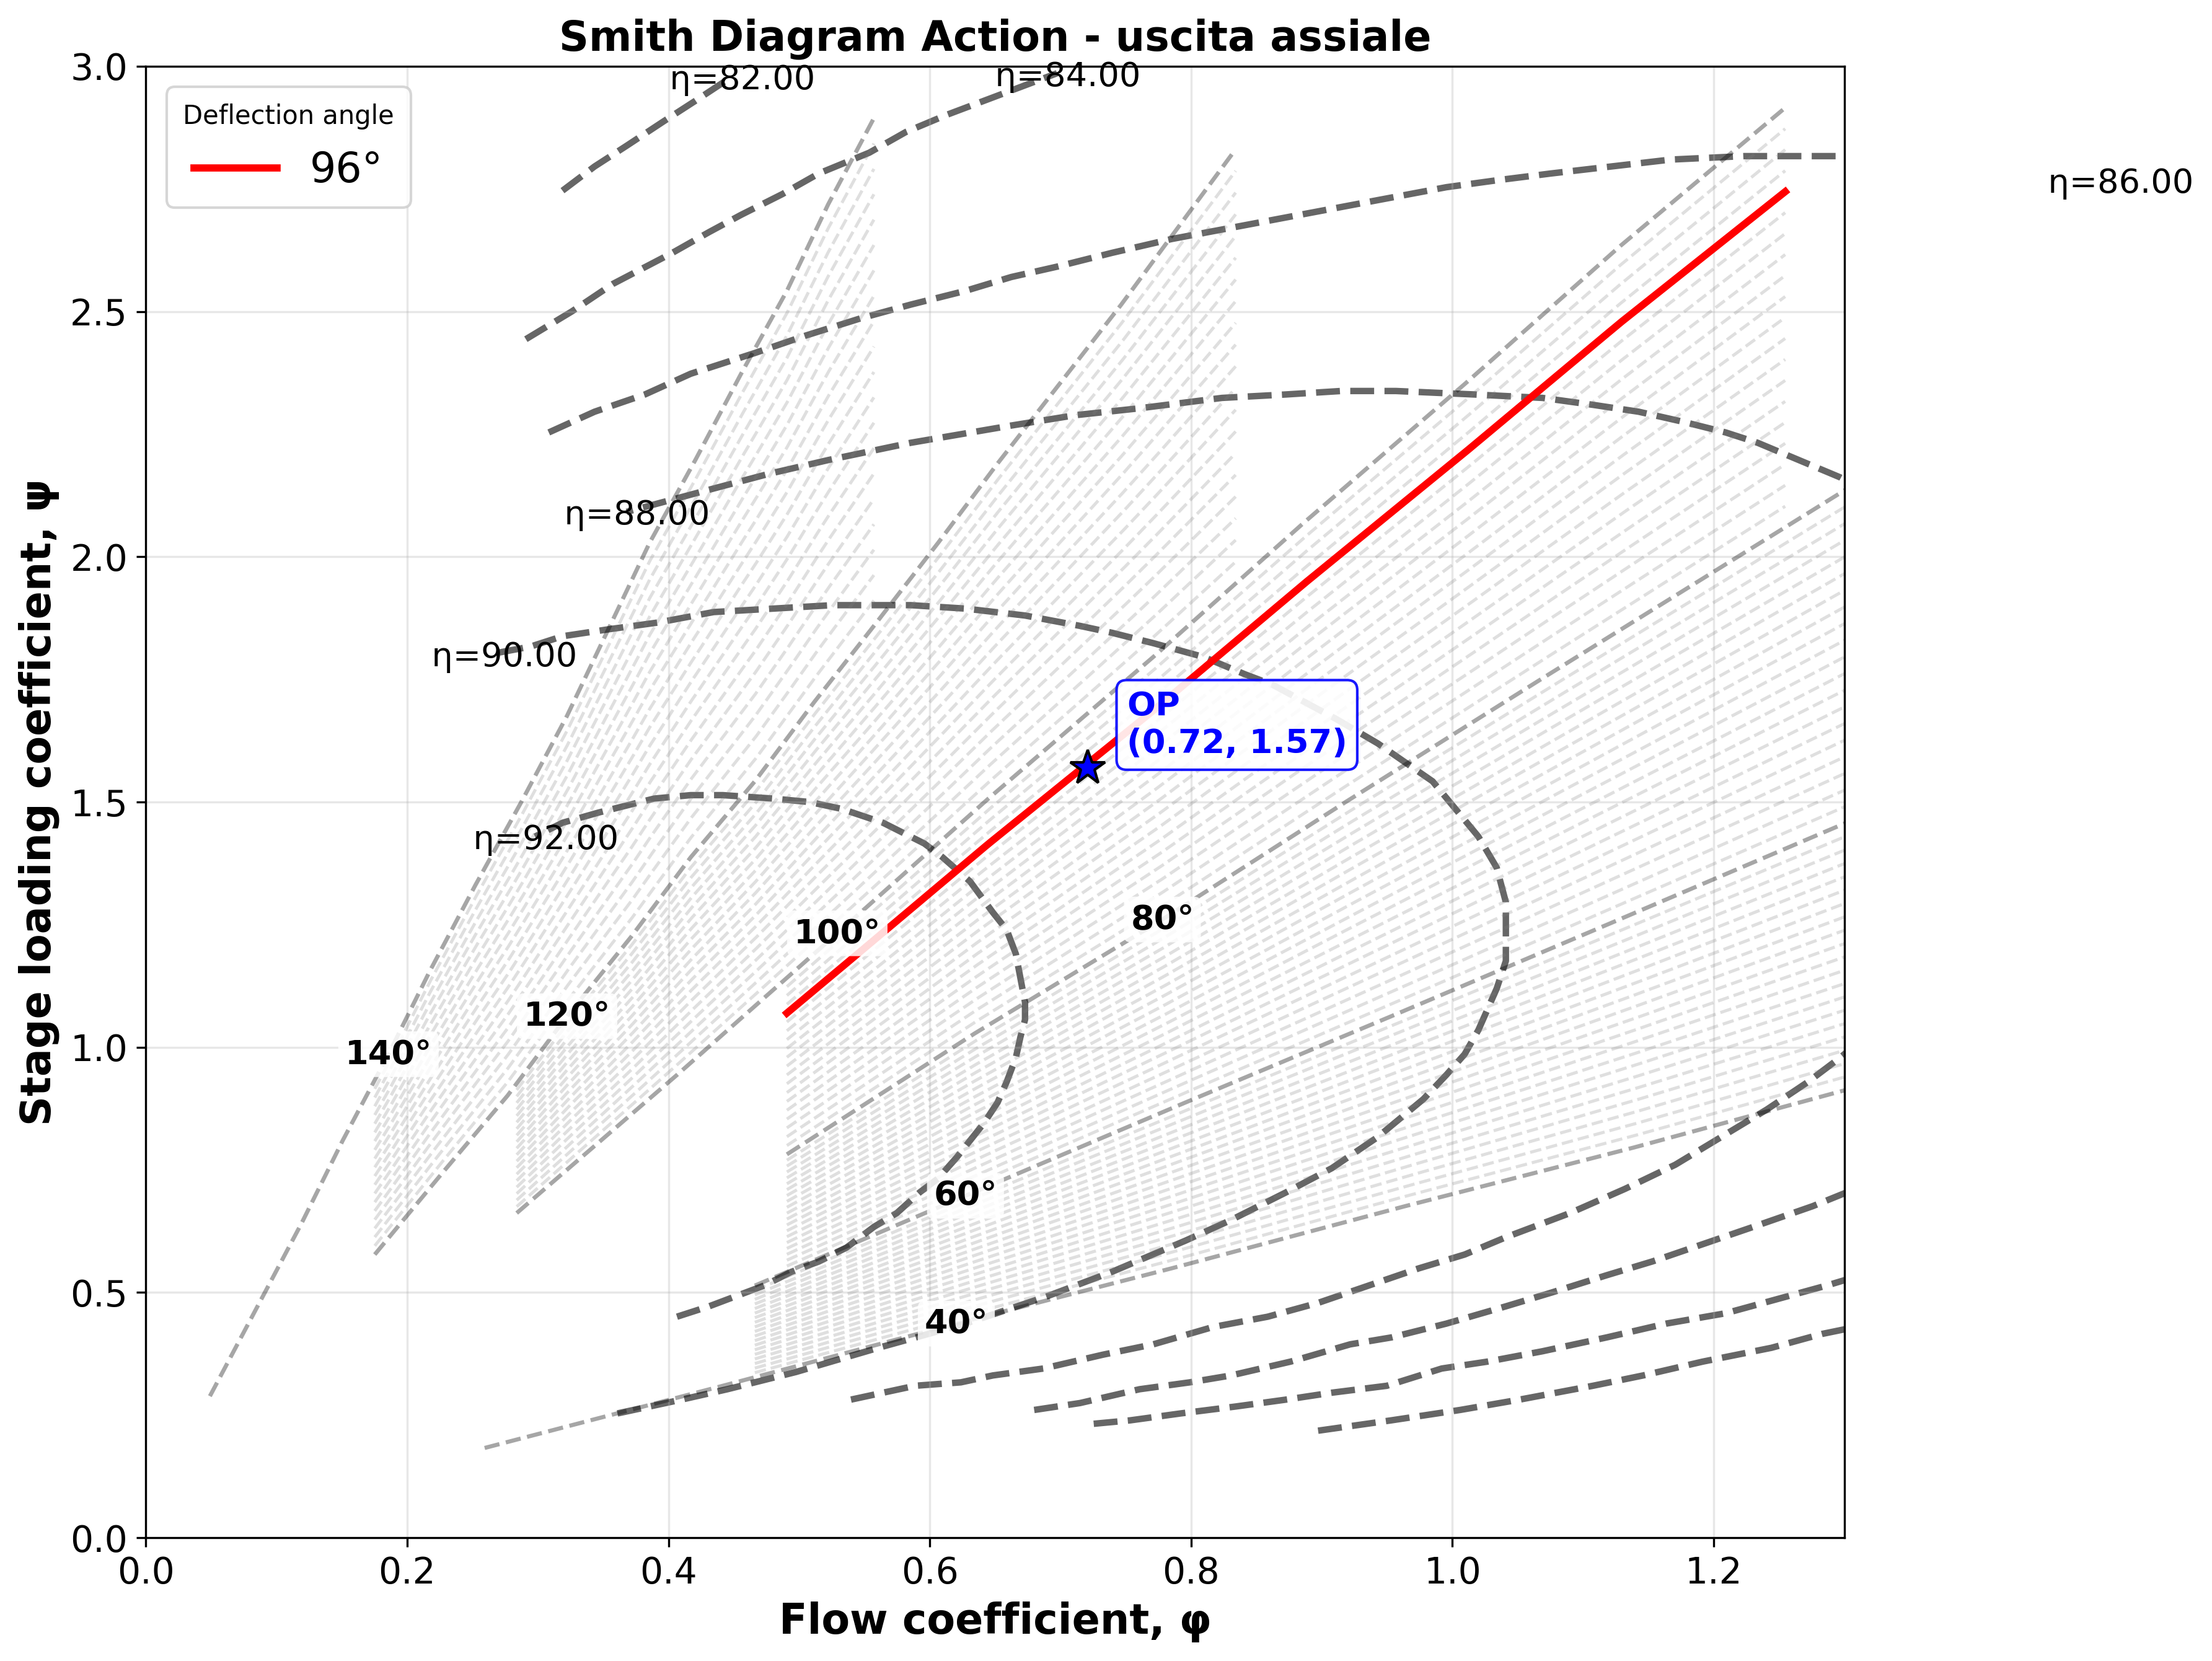 Smith Diagram Action - uscita assiale
η=82.00
η=84.00
Deflection angle
96°
η=86.00
η=88.00
η=90.00
OP
(0.72, 1.57)
η=92.00
100°
80°
120°
140°
60°
40°
3.0
2.5
2.0
1.5
1.0
0.5
0.0
0.0 0.2 0.4 0.6 0.8 1.0 1.2
Stage loading coefficient, ψ
Flow coefficient, φ